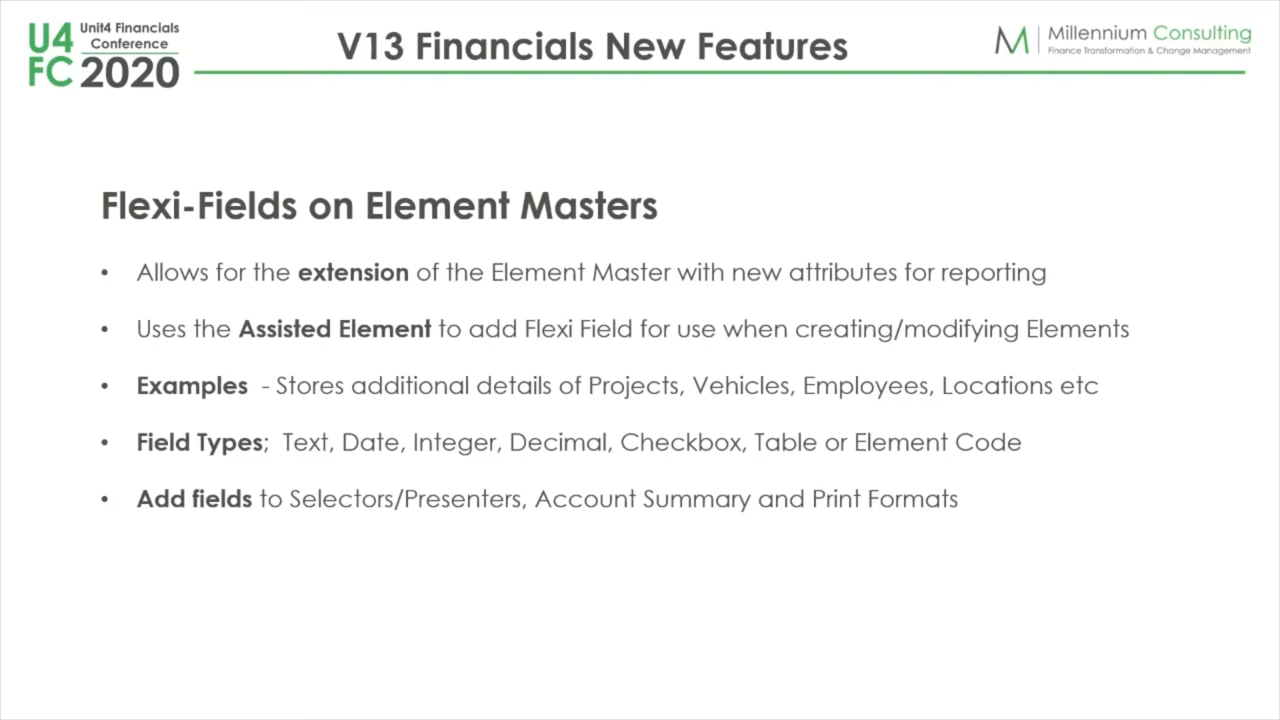 U4
FC
Unit4 Financials
Conference
2020
V13 Financials New Features
M
Millennium Consulting
Finance Transformation & Change Management
Flexi-Fields on Element Masters
• Allows for the extension of the Element Master with new attributes for reporting
• Uses the Assisted Element to add Flexi Field for use when creating/modifying Elements
• Examples - Stores additional details of Projects, Vehicles, Employees, Locations etc
• Field Types; Text, Date, Integer, Decimal, Checkbox, Table or Element Code
• Add fields to Selectors/Presenters, Account Summary and Print Formats